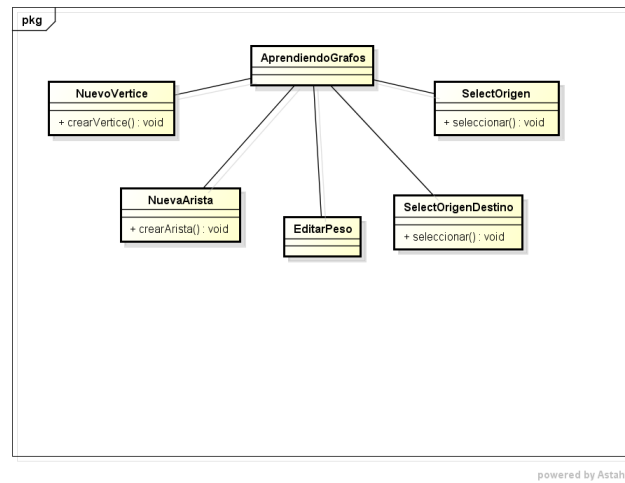 pkg
AprendiendoGrafos
NuevoVertice
+ crearVertice() : void
SelectOrigen
+ seleccionar() : void
NuevaArista
+ crearArista() : void
EditarPeso
SelectOrigenDestino
+ seleccionar() : void
powered by Astah